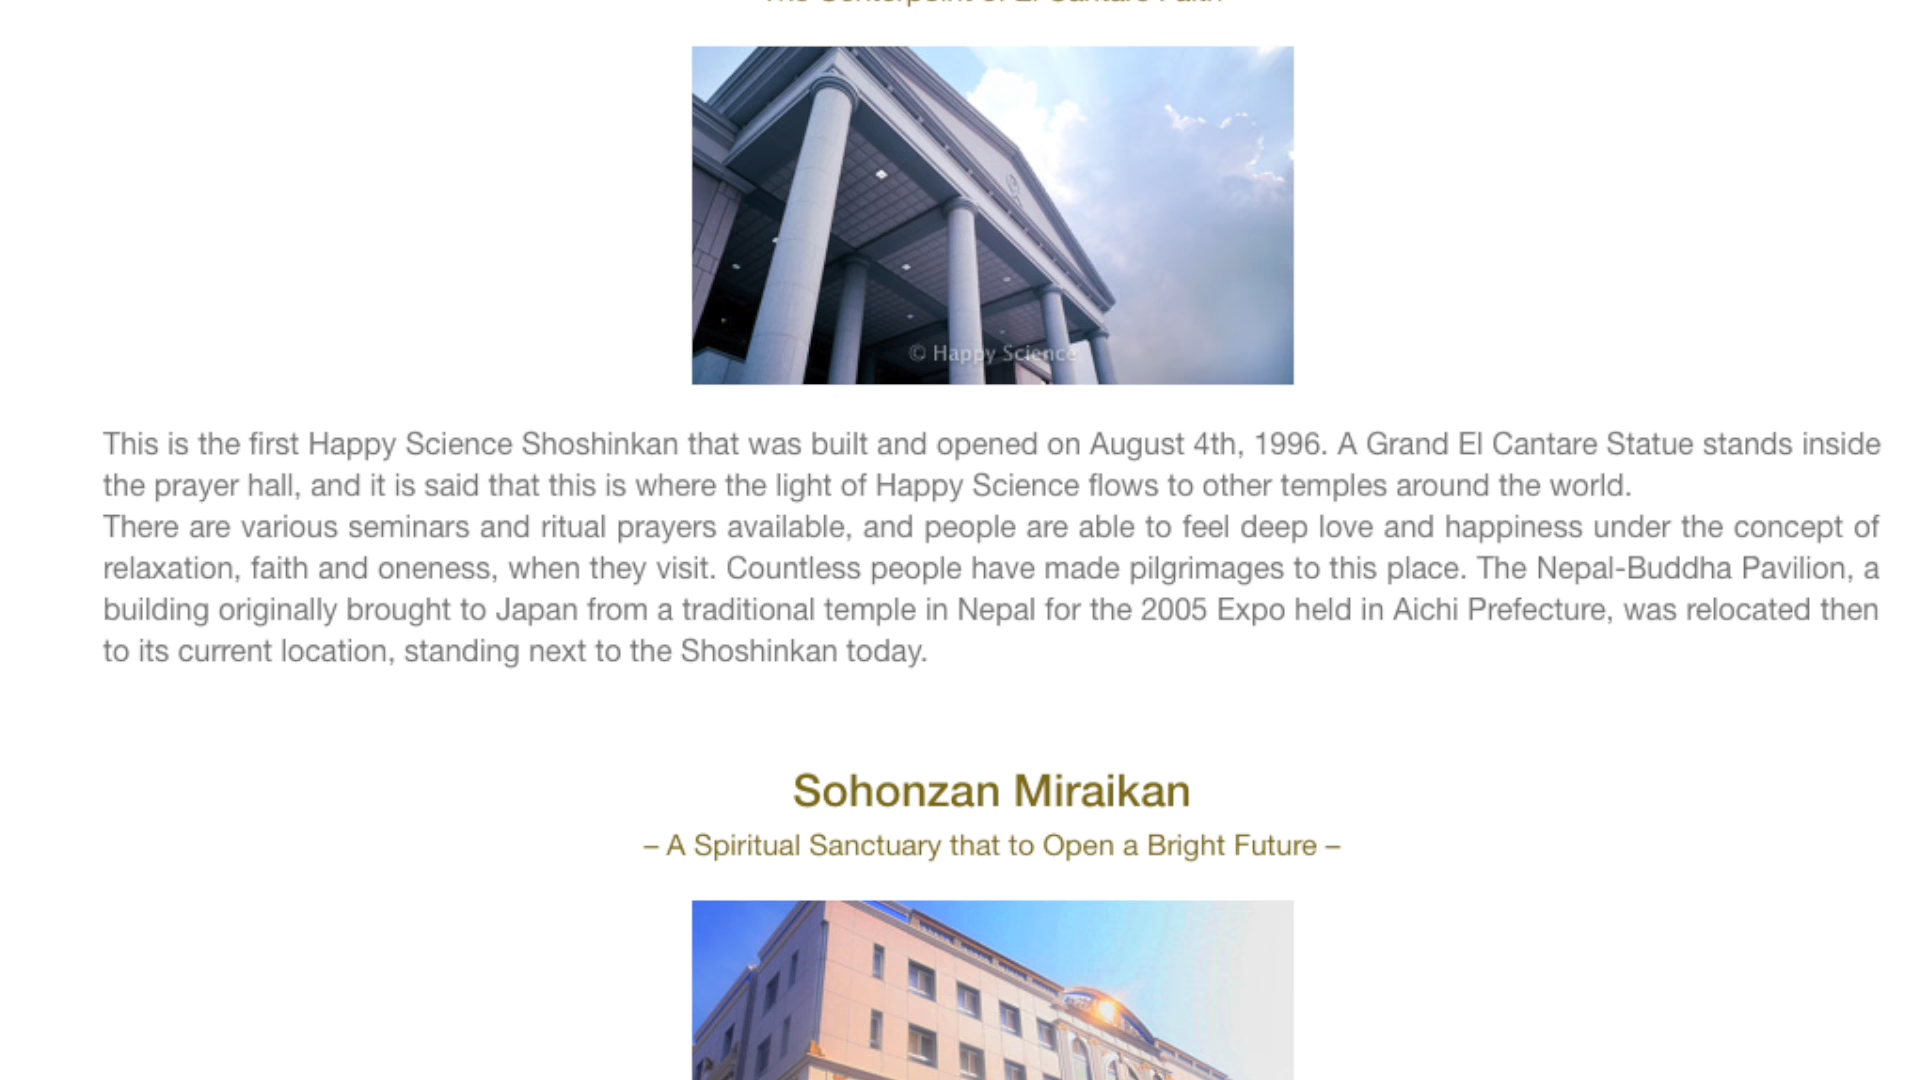 The Centerpoint of El Cantare Faith
© Happy Science
This is the first Happy Science Shoshinkan that was built and opened on August 4th, 1996. A Grand El Cantare Statue stands inside
the prayer hall, and it is said that this is where the light of Happy Science flows to other temples around the world.
There are various seminars and ritual prayers available, and people are able to feel deep love and happiness under the concept of
relaxation, faith and oneness, when they visit. Countless people have made pilgrimages to this place. The Nepal-Buddha Pavilion, a
building originally brought to Japan from a traditional temple in Nepal for the 2005 Expo held in Aichi Prefecture, was relocated then
to its current location, standing next to the Shoshinkan today.
Sohonzan Miraikan
– A Spiritual Sanctuary that to Open a Bright Future –